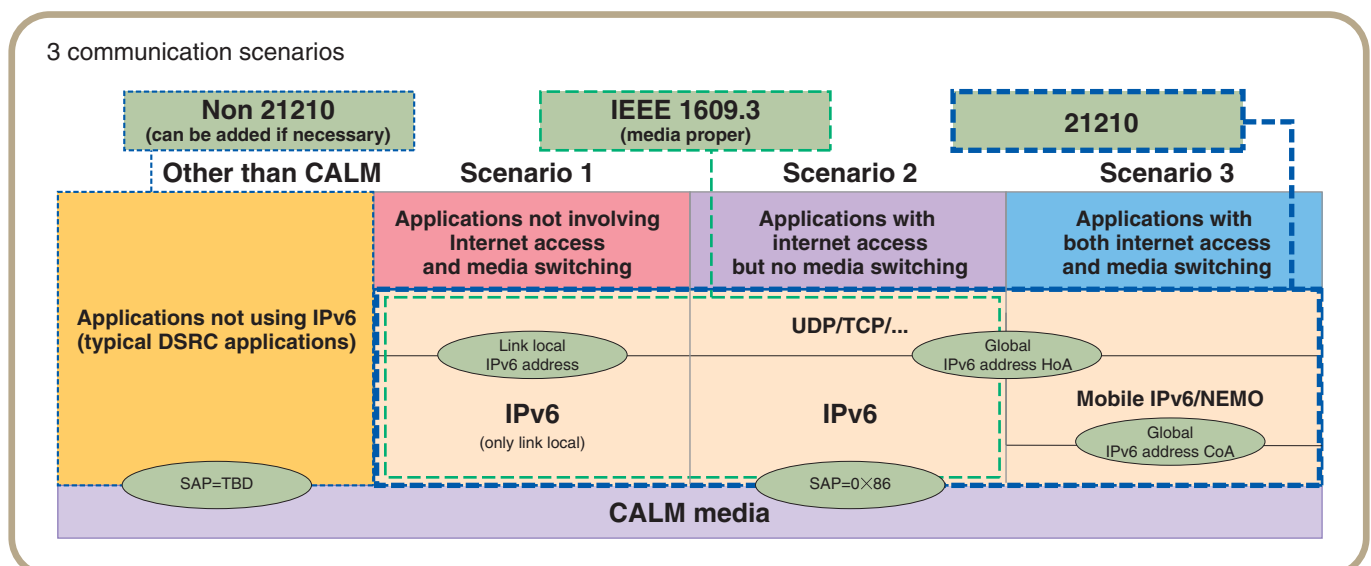 3 communication scenarios
Non 21210
(can be added if necessary)
IEEE 1609.3
(media proper)
21210
Other than CALM
Scenario 1
Scenario 2
Scenario 3
Applications not using IPv6
(typical DSRC applications)
Applications not involving
Internet access
and media switching
Applications with
internet access
but no media switching
Applications with
both internet access
and media switching
UDP/TCP/...
Link local
IPv6 address
Global
IPv6 address HoA
IPv6
(only link local)
IPv6
Mobile IPv6/NEMO
Global
IPv6 address CoA
SAP=TBD
SAP=0×86
CALM media